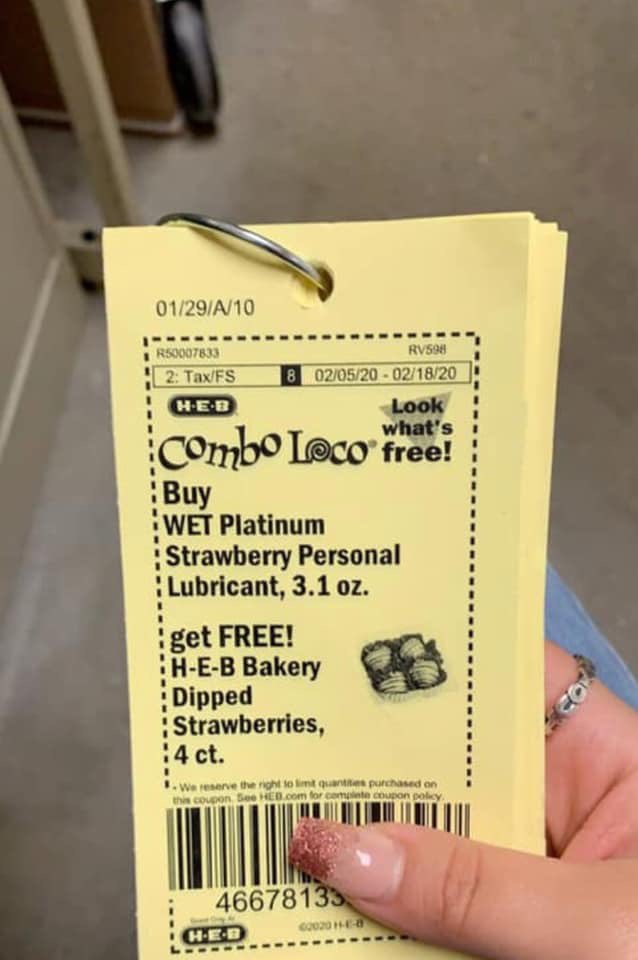 01/29/A/10
R50007833 RV598
2: Tax/FS 8 02/05/20 - 02/18/20
H-E-B
Look
what's
Combo Loco® free!
Buy
WET Platinum
Strawberry Personal
Lubricant, 3.1 oz.
get FREE!
H-E-B Bakery
Dipped
Strawberries,
4 ct.
- We reserve the right to limit quantities purchased on
this coupon. See HEB.com for complete coupon policy.
46678133
H-E-B
©2020 H-E-B